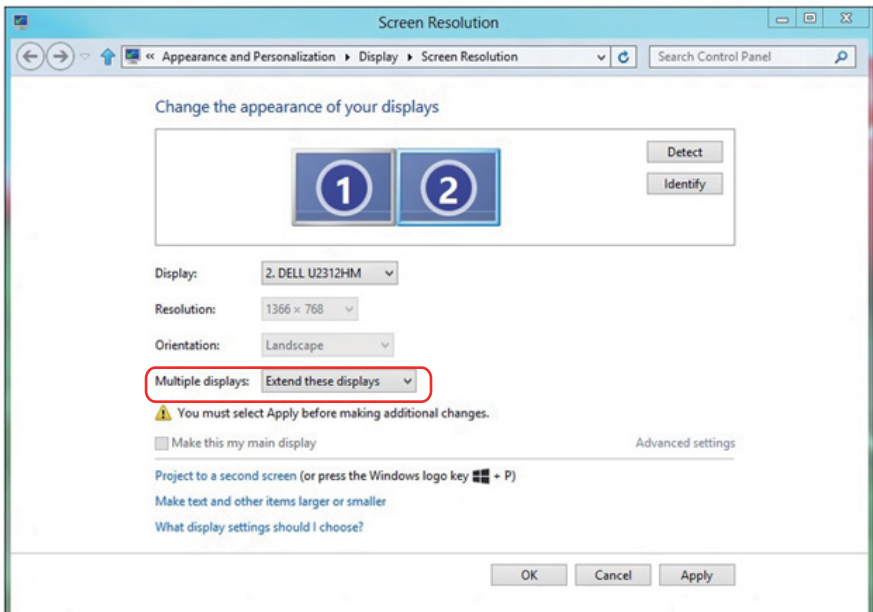 Screen Resolution
« Appearance and Personalization Display Screen Resolution Search Control Panel
Change the appearance of your displays
1 2
Detect
Identify
Display: 2. DELL U2312HM
Resolution: 1366 × 768
Orientation: Landscape
Multiple displays: Extend these displays
You must select Apply before making additional changes.
Make this my main display Advanced settings
Project to a second screen (or press the Windows logo key + P)
Make text and other items larger or smaller
What display settings should I choose?
OK Cancel Apply